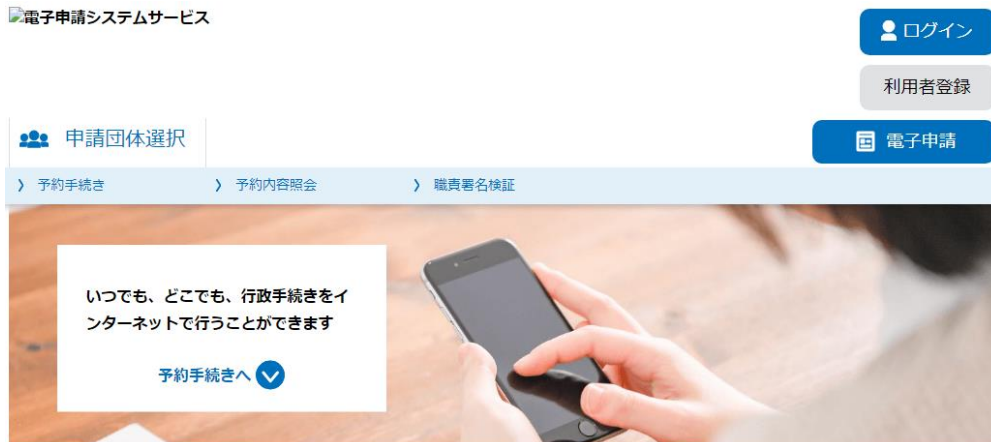 電子申請システムサービス
ログイン
利用者登録
申請団体選択
電子申請
予約手続き
予約内容照会
職責署名検証
いつでも、どこでも、行政手続きをイ
ンターネットで行うことができます
予約手続きへ